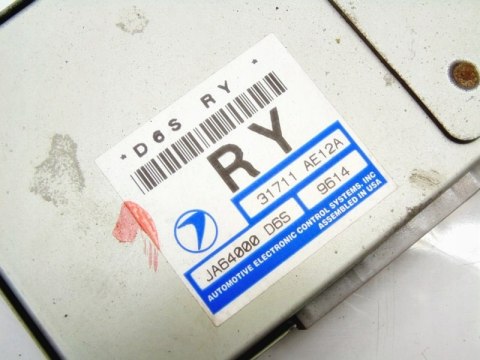 *D6S RY *
RY
31711 AE12A
JA64000 D6S 9614
AUTOMOTIVE ELECTRONIC CONTROL SYSTEMS, INC
ASSEMBLED IN USA